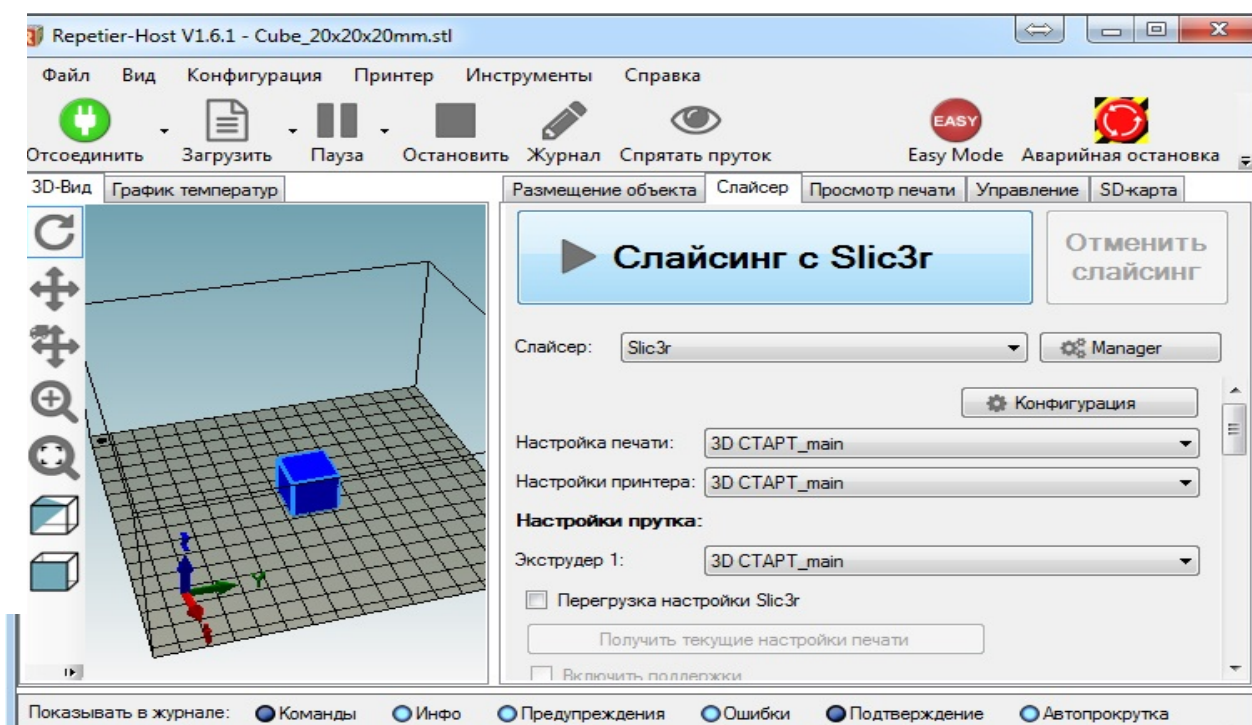 Repetier-Host V1.6.1 - Cube_20x20x20mm.stl
Файл Вид Конфигурация Принтер Инструменты Справка
EASY
Отсоединить Загрузить Пауза Остановить Журнал Спрятать пруток Easy Mode Аварийная остановка
3D-Вид График температур Размещение объекта Слайсер Просмотр печати Управление SD-карта
Слайсинг с Slic3r
Отменить
слайсинг
Слайсер: Slic3r Manager
Конфигурация
Настройка печати: 3D СТАРТ_main
Настройки принтера: 3D СТАРТ_main
Настройки прутка:
Экструдер 1: 3D СТАРТ_main
Y
Перегрузка настройки Slic3r
Получить текущие настройки печати
Включить поддержки
Показывать в журнале: Команды Инфо Предупреждения Ошибки Подтверждение Автопрокрутка